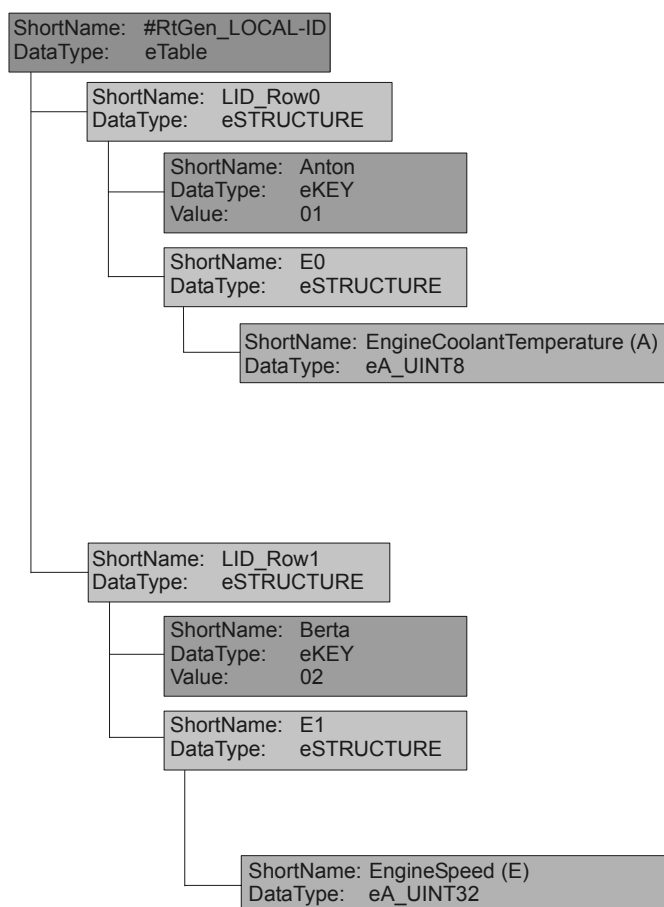 ShortName: #RtGen_LOCAL-ID
DataType: eTable
ShortName: LID_Row0
DataType: eSTRUCTURE
ShortName: Anton
DataType: eKEY
Value: 01
ShortName: E0
DataType: eSTRUCTURE
ShortName: EngineCoolantTemperature (A)
DataType: eA_UINT8
ShortName: LID_Row1
DataType: eSTRUCTURE
ShortName: Berta
DataType: eKEY
Value: 02
ShortName: E1
DataType: eSTRUCTURE
ShortName: EngineSpeed (E)
DataType: eA_UINT32